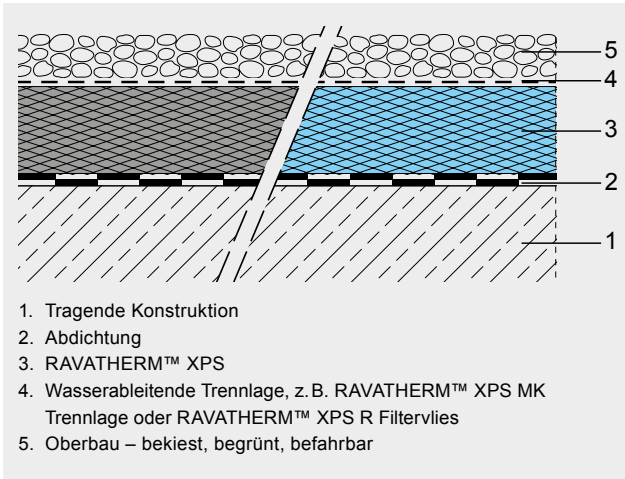 5
4
3
2
1
1. Tragende Konstruktion
2. Abdichtung
3. RAVATHERM™ XPS
4. Wasserableitende Trennlage, z. B. RAVATHERM™ XPS MK
Trennlage oder RAVATHERM™ XPS R Filtervlies
5. Oberbau – bekiest, begrünt, befahrbar